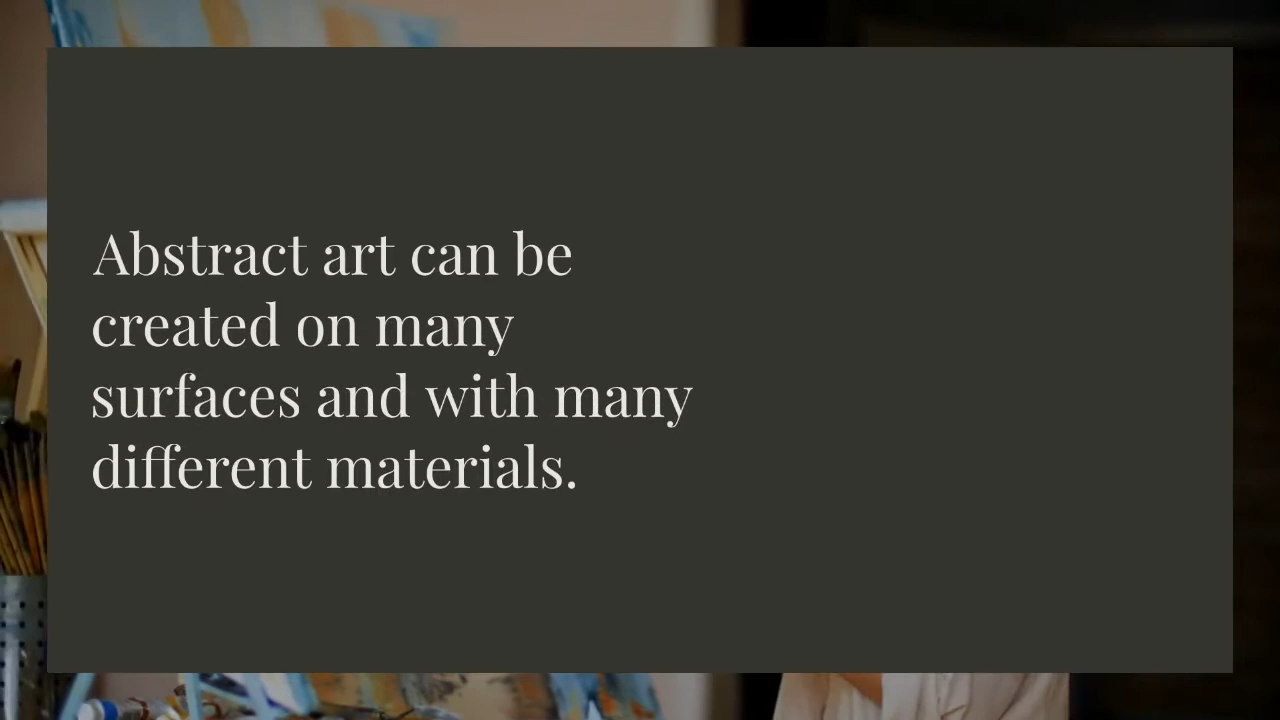 Abstract art can be
created on many
surfaces and with many
different materials.